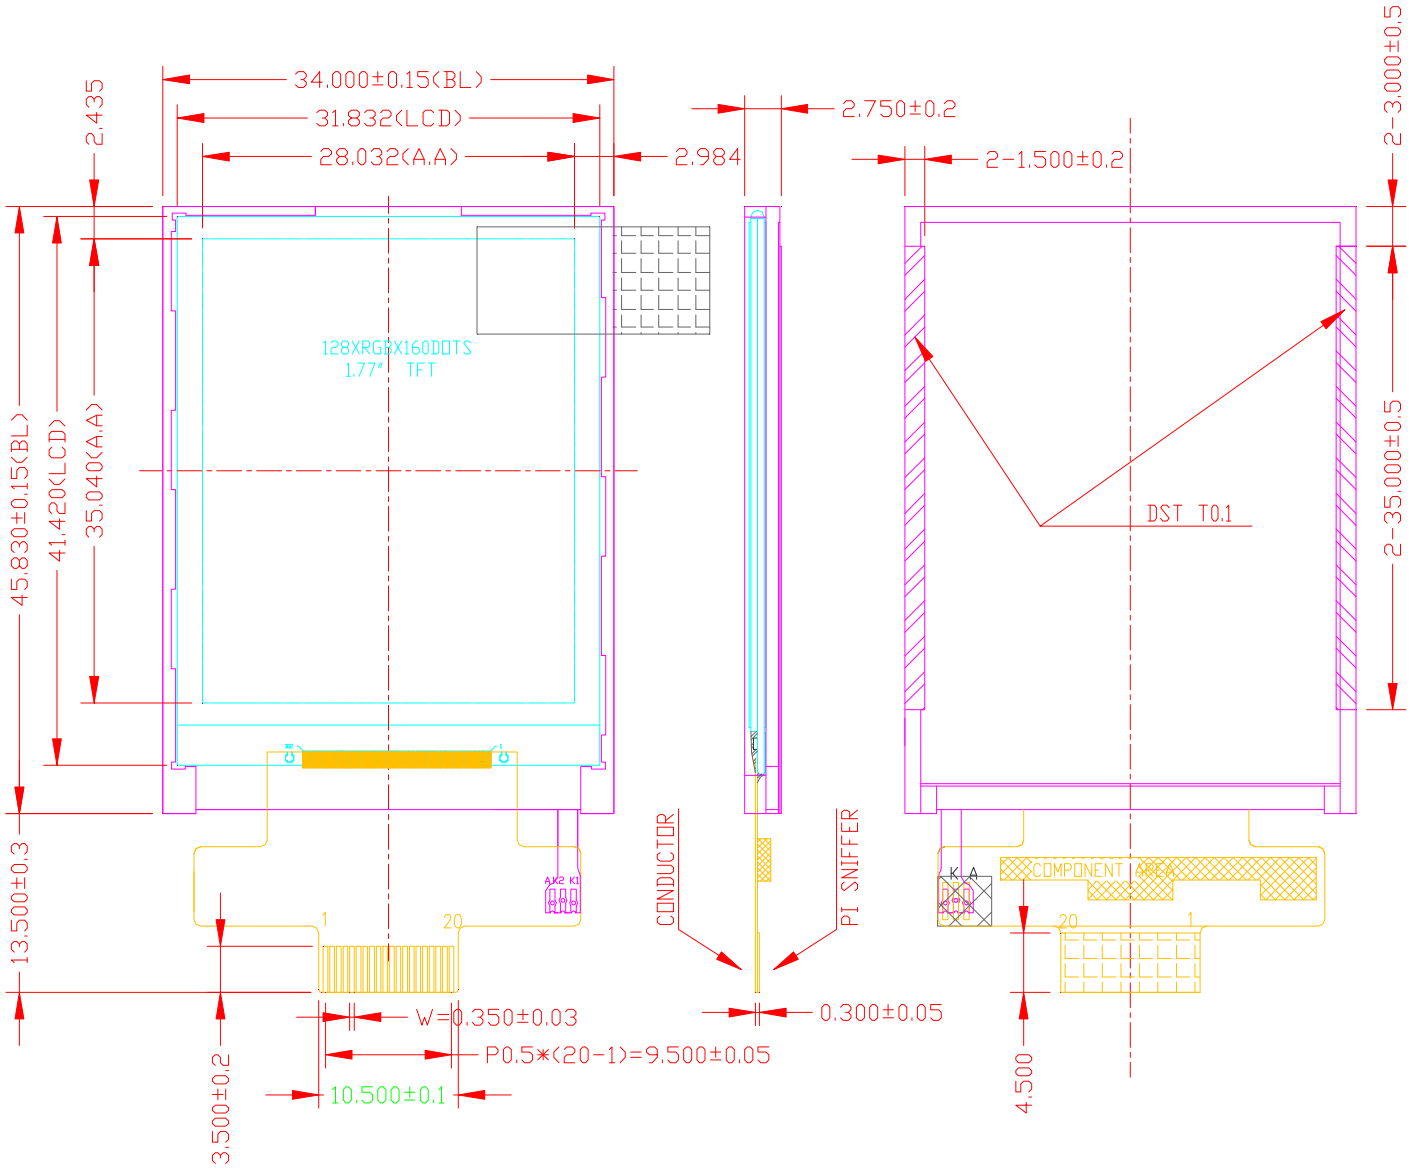 34.000±0.15(BL)
31.832(LCD)
28.032(A.A)
2.984
2.435
45.830±0.15(BL)
41.420(LCD)
35.040(A.A)
13.500±0.3
3.500±0.2
128XRGBX160DOTS
1.77" TFT
A K2 K1
1
20
W=0.350±0.03
P0.5*(20-1)=9.500±0.05
10.500±0.1
2.750±0.2
CONDUCTOR
PI SNIFFER
0.300±0.05
2-1.500±0.2
2-3.000±0.5
2-35.000±0.5
DST T0.1
K A
COMPONENT AREA
20
1
4.500